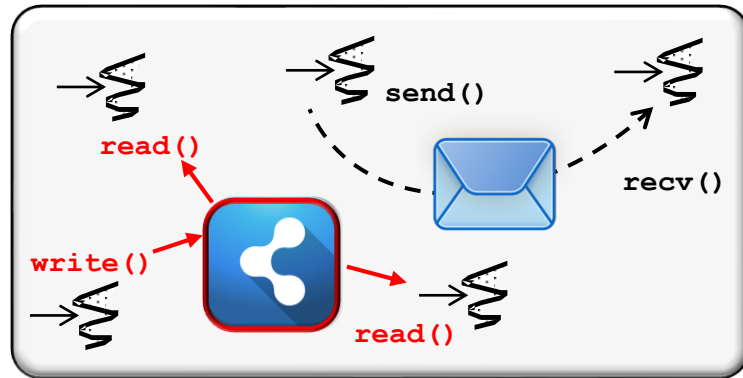 send()
read()
recv()
write()
read()